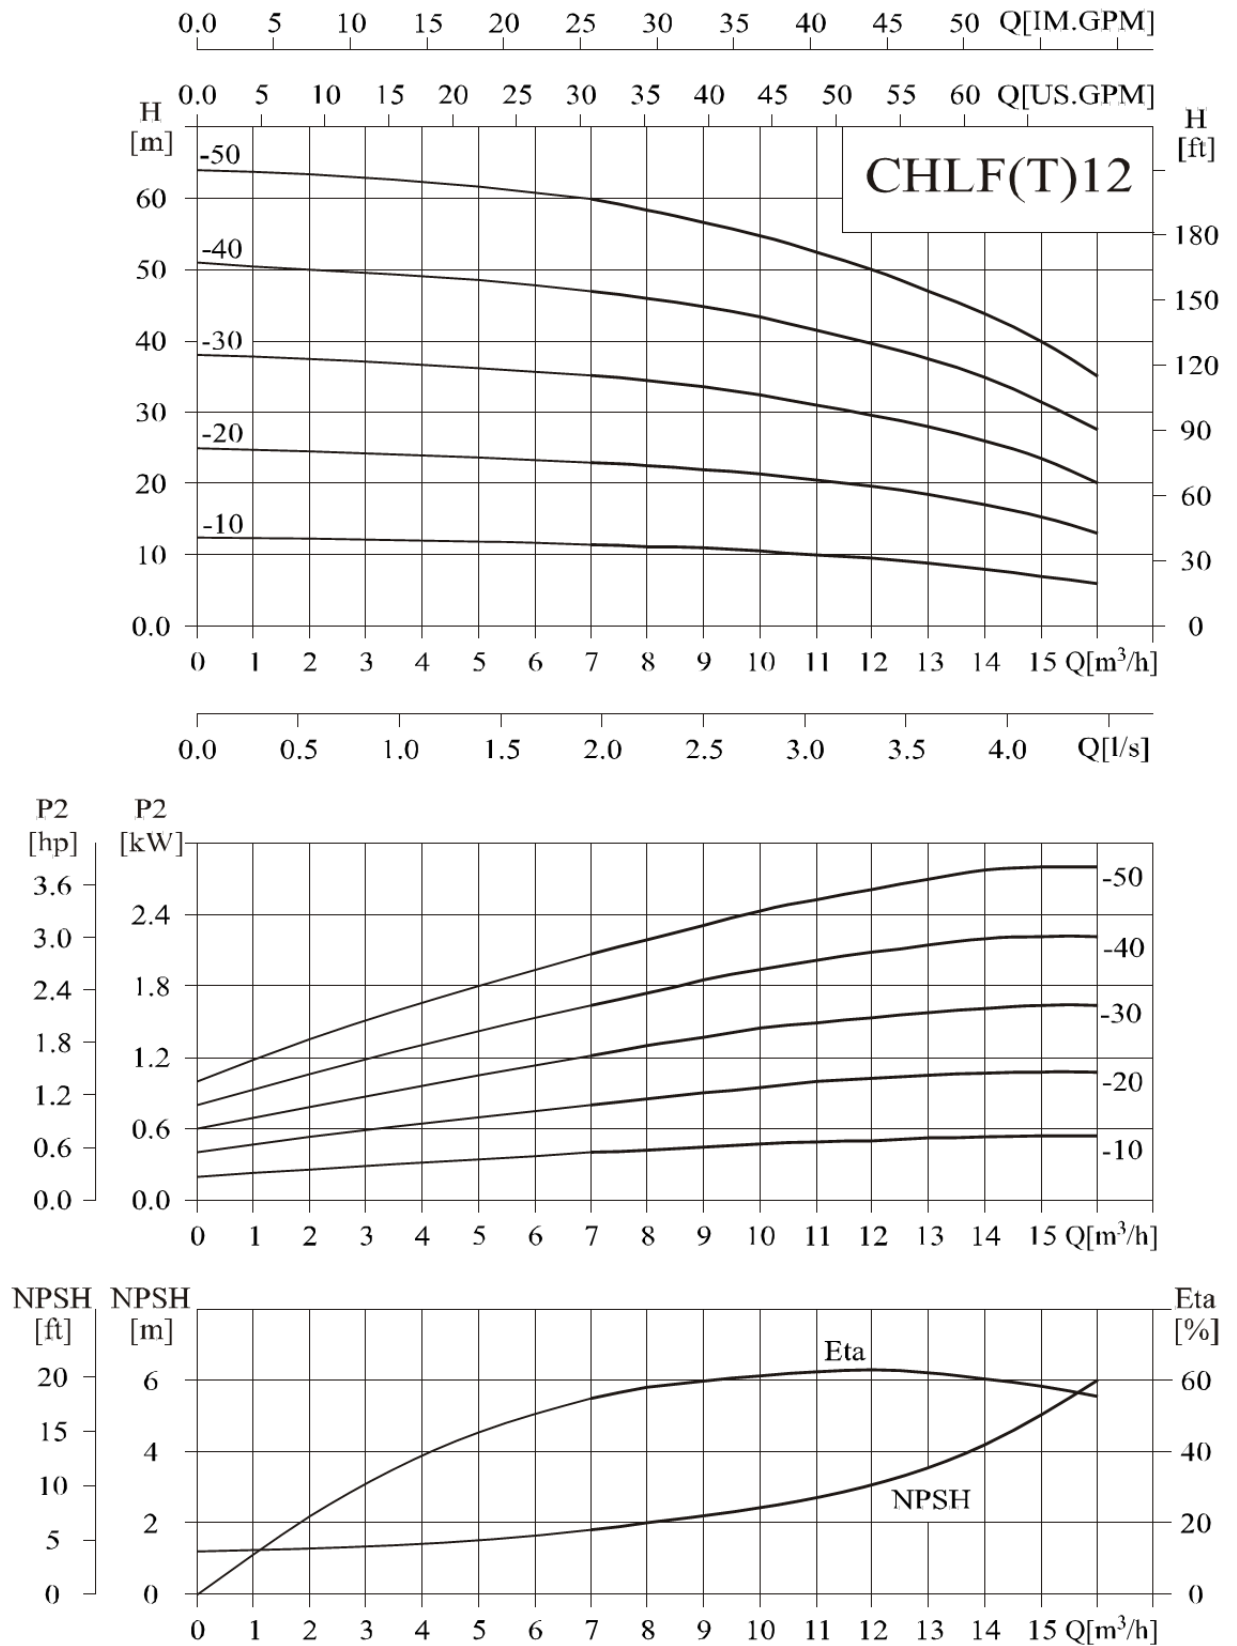 0.0 5 10 15 20 25 30 35 40 45 50 Q[IM.GPM]
0.0 5 10 15 20 25 30 35 40 45 50 55 60 Q[US.GPM]
H
[m]
H
[ft]
CHLF(T)12
-50
60
180
-40
50
150
-30
40
120
30
90
-20
20
60
-10
10
30
0.0
0
0 1 2 3 4 5 6 7 8 9 10 11 12 13 14 15 Q[m³/h]
0.0 0.5 1.0 1.5 2.0 2.5 3.0 3.5 4.0 Q[l/s]
P2 P2
[hp] [kW]
3.6
-50
2.4
3.0
-40
2.4
1.8
-30
1.8
1.2
-20
1.2
0.6
0.6
-10
0.0 0.0
0 1 2 3 4 5 6 7 8 9 10 11 12 13 14 15 Q[m³/h]
NPSH NPSH Eta
[ft] [m] [%]
Eta
20 6 60
15 4 40
10
NPSH
5 2 20
0 0 0
0 1 2 3 4 5 6 7 8 9 10 11 12 13 14 15 Q[m³/h]